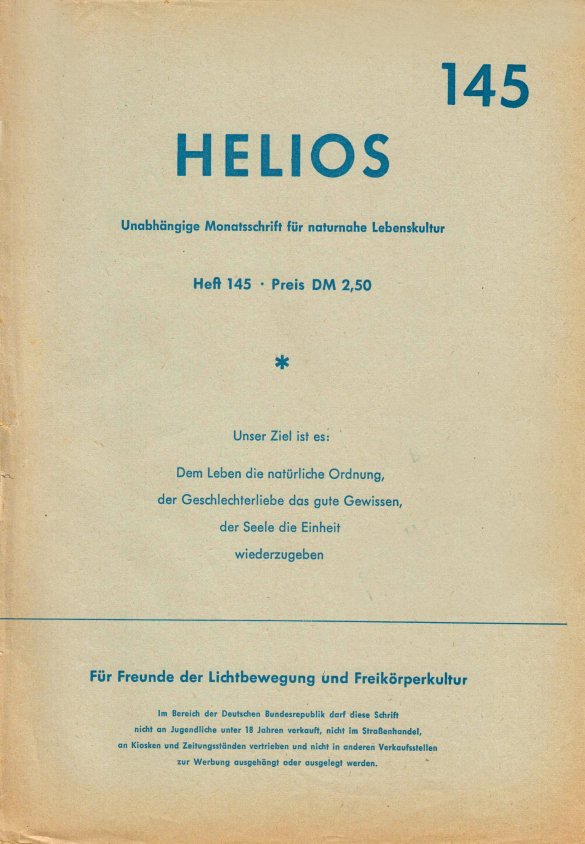 145
HELIOS
Unabhängige Monatsschrift für naturnahe Lebenskultur
Heft 145 · Preis DM 2,50
*
Unser Ziel ist es:
Dem Leben die natürliche Ordnung,
der Geschlechterliebe das gute Gewissen,
der Seele die Einheit
wiederzugeben
Für Freunde der Lichtbewegung und Freikörperkultur
Im Bereich der Deutschen Bundesrepublik darf diese Schrift
nicht an Jugendliche unter 18 Jahren verkauft, nicht im Straßenhandel,
an Kiosken und Zeitungsständen vertrieben und nicht in anderen Verkaufsstellen
zur Werbung ausgehängt oder ausgelegt werden.